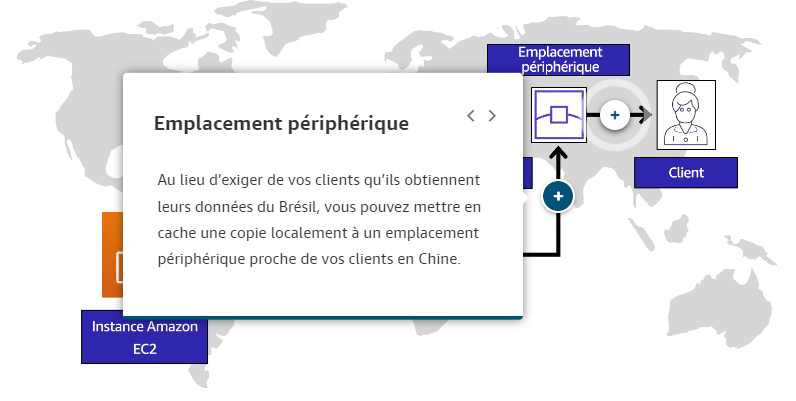 Emplacement
périphérique
Emplacement périphérique
Au lieu d’exiger de vos clients qu’ils obtiennent
leurs données du Brésil, vous pouvez mettre en
cache une copie localement à un emplacement
périphérique proche de vos clients en Chine.
Client
Instance Amazon
EC2